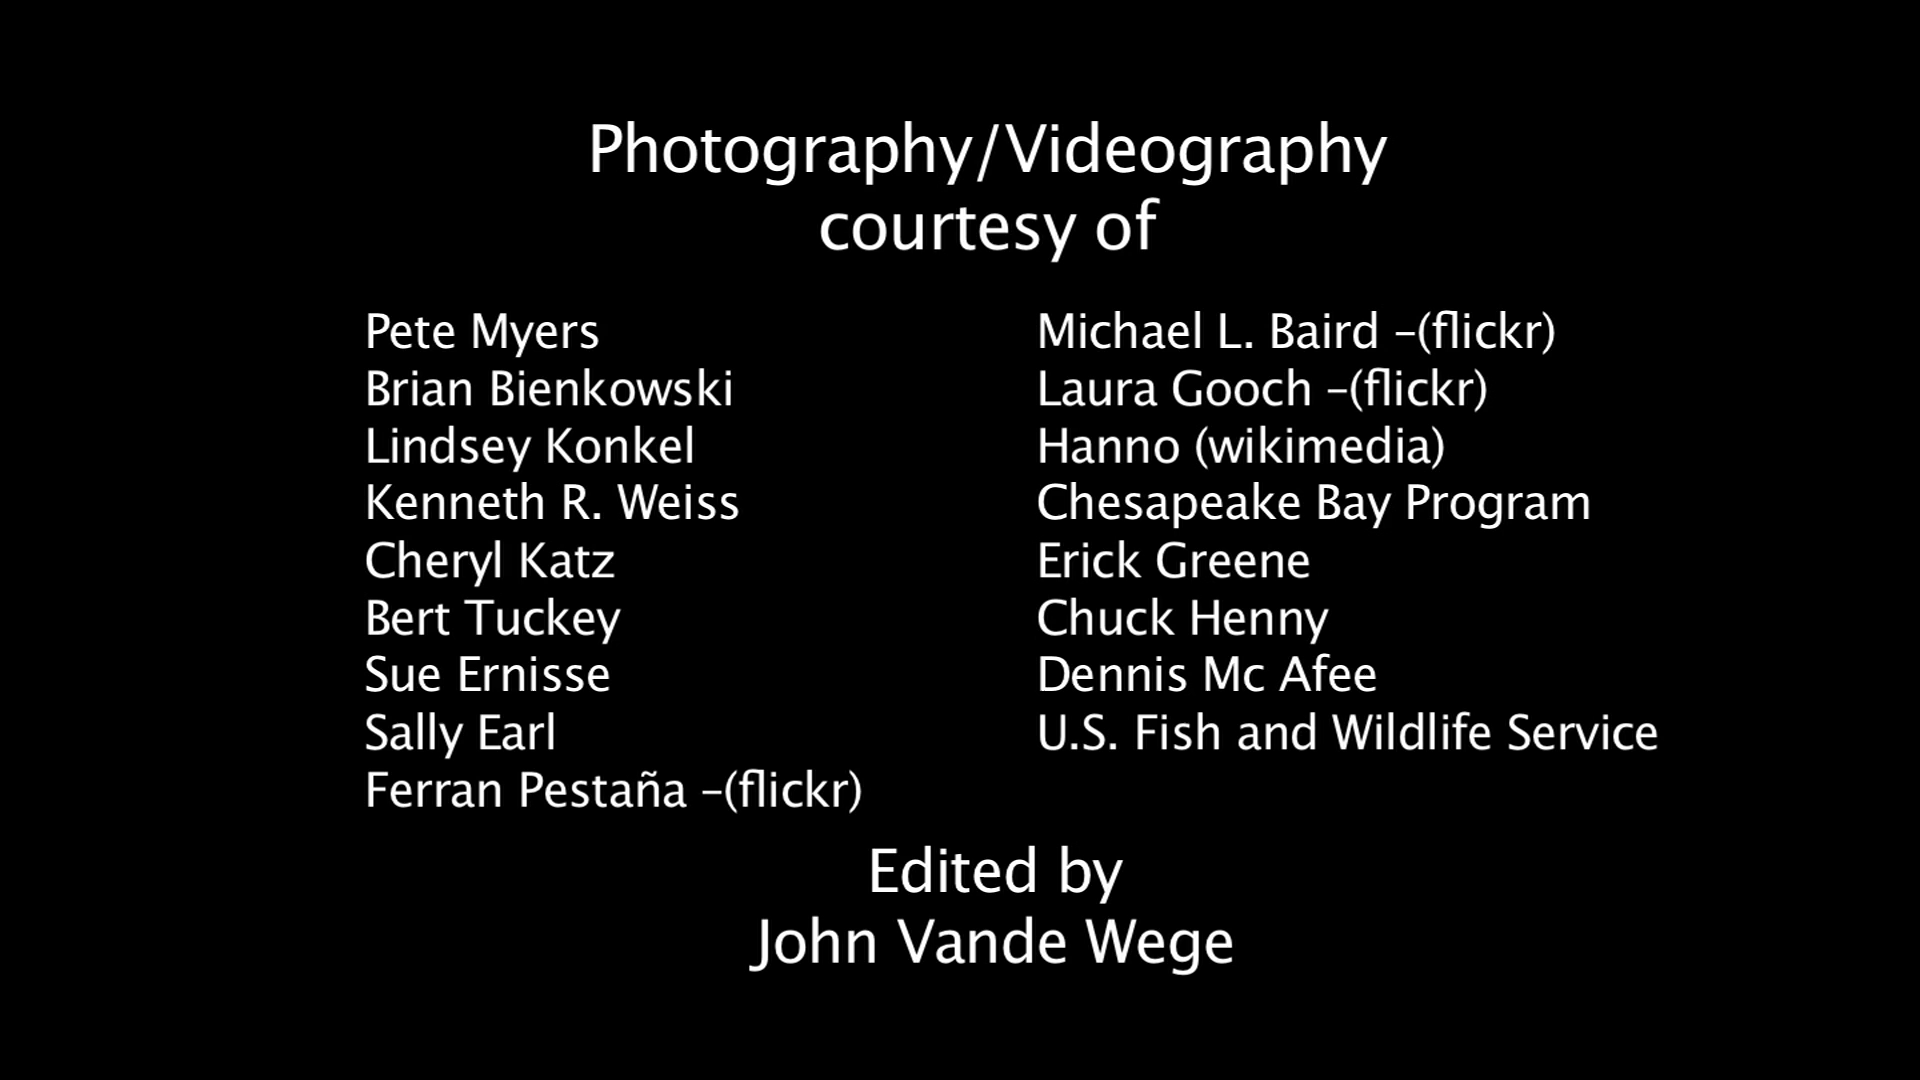 Photography/Videography
courtesy of
Pete Myers
Brian Bienkowski
Lindsey Konkel
Kenneth R. Weiss
Cheryl Katz
Bert Tuckey
Sue Ernisse
Sally Earl
Ferran Pestaña –(flickr)
Michael L. Baird –(flickr)
Laura Gooch –(flickr)
Hanno (wikimedia)
Chesapeake Bay Program
Erick Greene
Chuck Henny
Dennis Mc Afee
U.S. Fish and Wildlife Service
Edited by
John Vande Wege